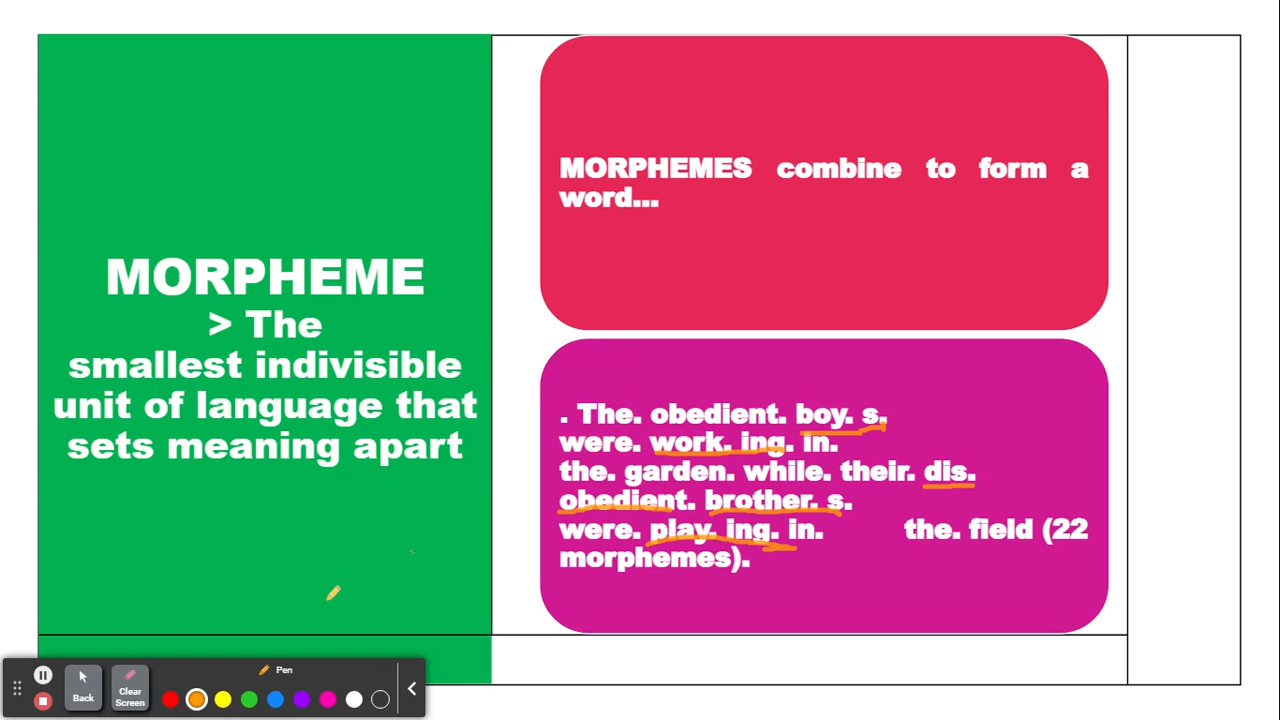 MORPHEME
> The
smallest indivisible
unit of language that
sets meaning apart
MORPHEMES combine to form a
word...
. The. obedient. boy. s.
were. work. ing. in.
the. garden. while. their. dis.
obedient. brother. s.
were. play. ing. in. the. field (22
morphemes).
Pen
Back
Clear
Screen